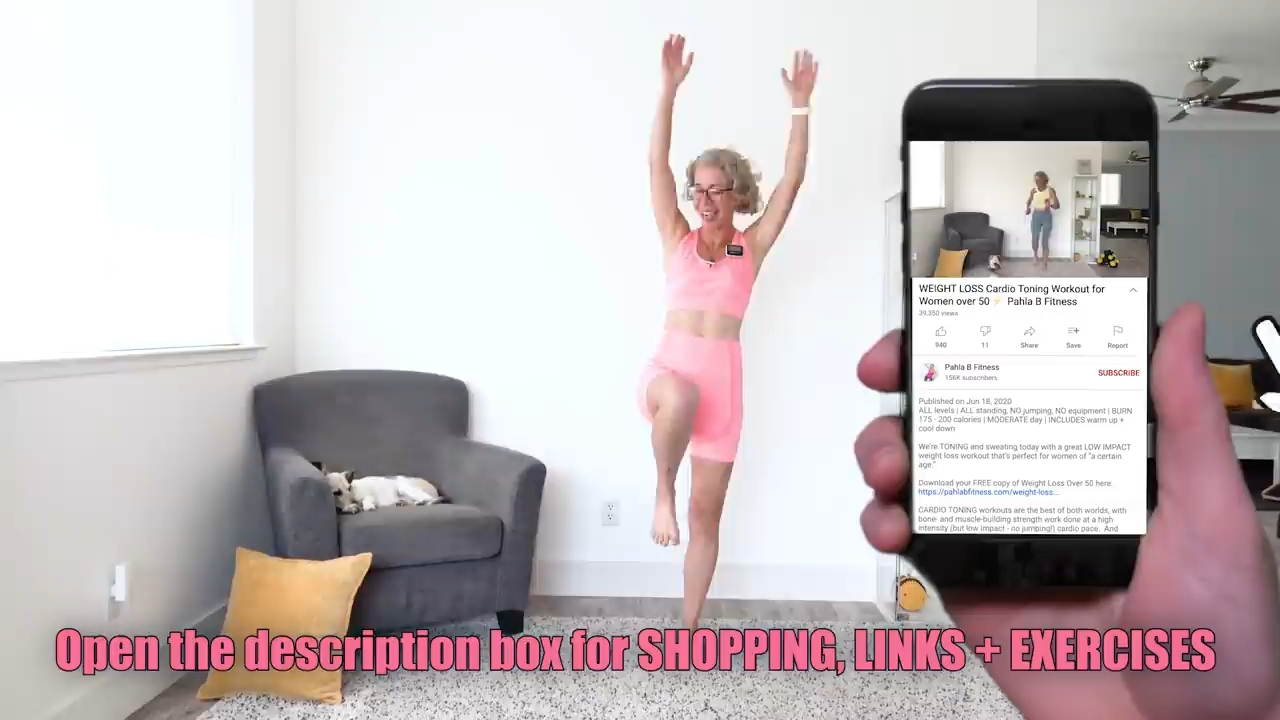 WEIGHT LOSS Cardio Toning Workout for
Women over 50⚡ Pahla B Fitness
39,350 views
940
11
Share
Save
Report
Pahla B Fitness
156K subscribers
SUBSCRIBE
Published on Jun 18, 2020
ALL levels | ALL standing, NO jumping, NO equipment | BURN
175 - 200 calories | MODERATE day | INCLUDES warm up +
cool down
We're TONING and sweating today with a great LOW IMPACT
weight loss workout that's perfect for women of "a certain
age."
Download your FREE copy of Weight Loss Over 50 here:
https://pahlabfitness.com/weight-loss...
CARDIO TONING workouts are the best of both worlds, with
bone- and muscle-building strength work done at a high
intensity (but low impact - no jumping!) cardio pace. And
Open the description box for SHOPPING, LINKS + EXERCISES